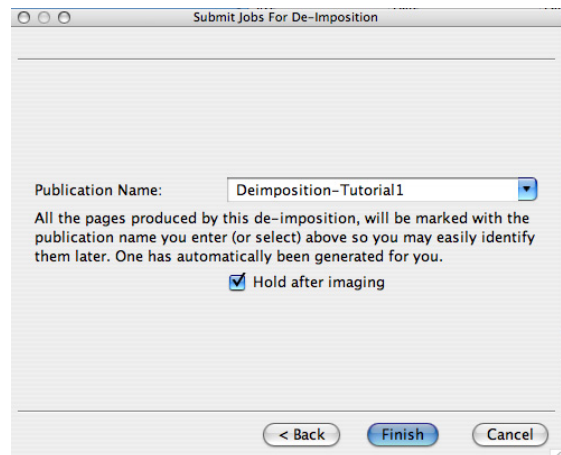 Submit Jobs For De-Imposition
Publication Name: Deimposition-Tutorial1
All the pages produced by this de-imposition, will be marked with the
publication name you enter (or select) above so you may easily identify
them later. One has automatically been generated for you.
Hold after imaging
< Back Finish Cancel